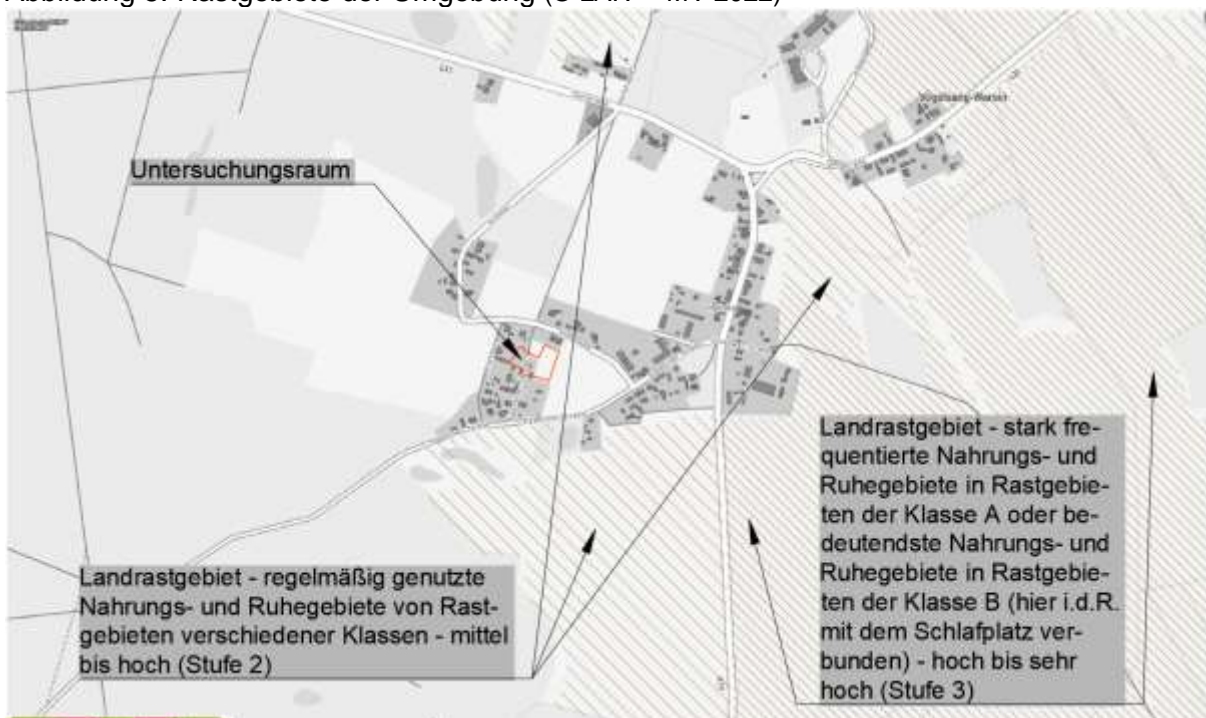 Untersuchungsraum
Vogelsang-Warsin
Landrastgebiet - stark fre-
quentierte Nahrungs- und
Ruhegebiete in Rastgebie-
ten der Klasse A oder be-
deutendste Nahrungs- und
Ruhegebiete in Rastgebie-
ten der Klasse B (hier i.d.R.
mit dem Schlafplatz ver-
bunden) - hoch bis sehr
hoch (Stufe 3)
Landrastgebiet - regelmäßig genutzte
Nahrungs- und Ruhegebiete von Rast-
gebieten verschiedener Klassen - mittel
bis hoch (Stufe 2)